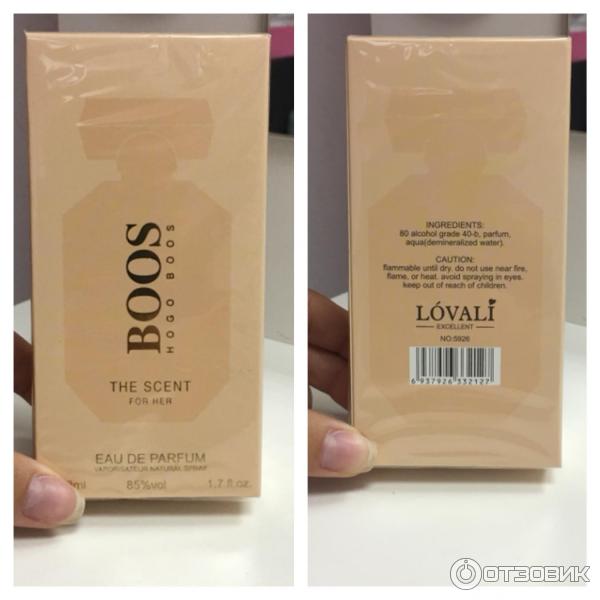 BOOS
HOGO BOOS
THE SCENT
FOR HER
EAU DE PARFUM
VAPORISATEUR NATURAL SPRAY
ml 85%vol 1.7 fl.oz.
INGREDIENTS:
80 alcohol grade 40-b, parfum,
aqua(demineralized water).
CAUTION:
flammable until dry. do not use near fire,
flame, or heat. avoid spraying in eyes.
keep out of reach of children.
LÓVALİ
EXCELLENT
NO:5926
6 937926 332127
ОТЗОВИК